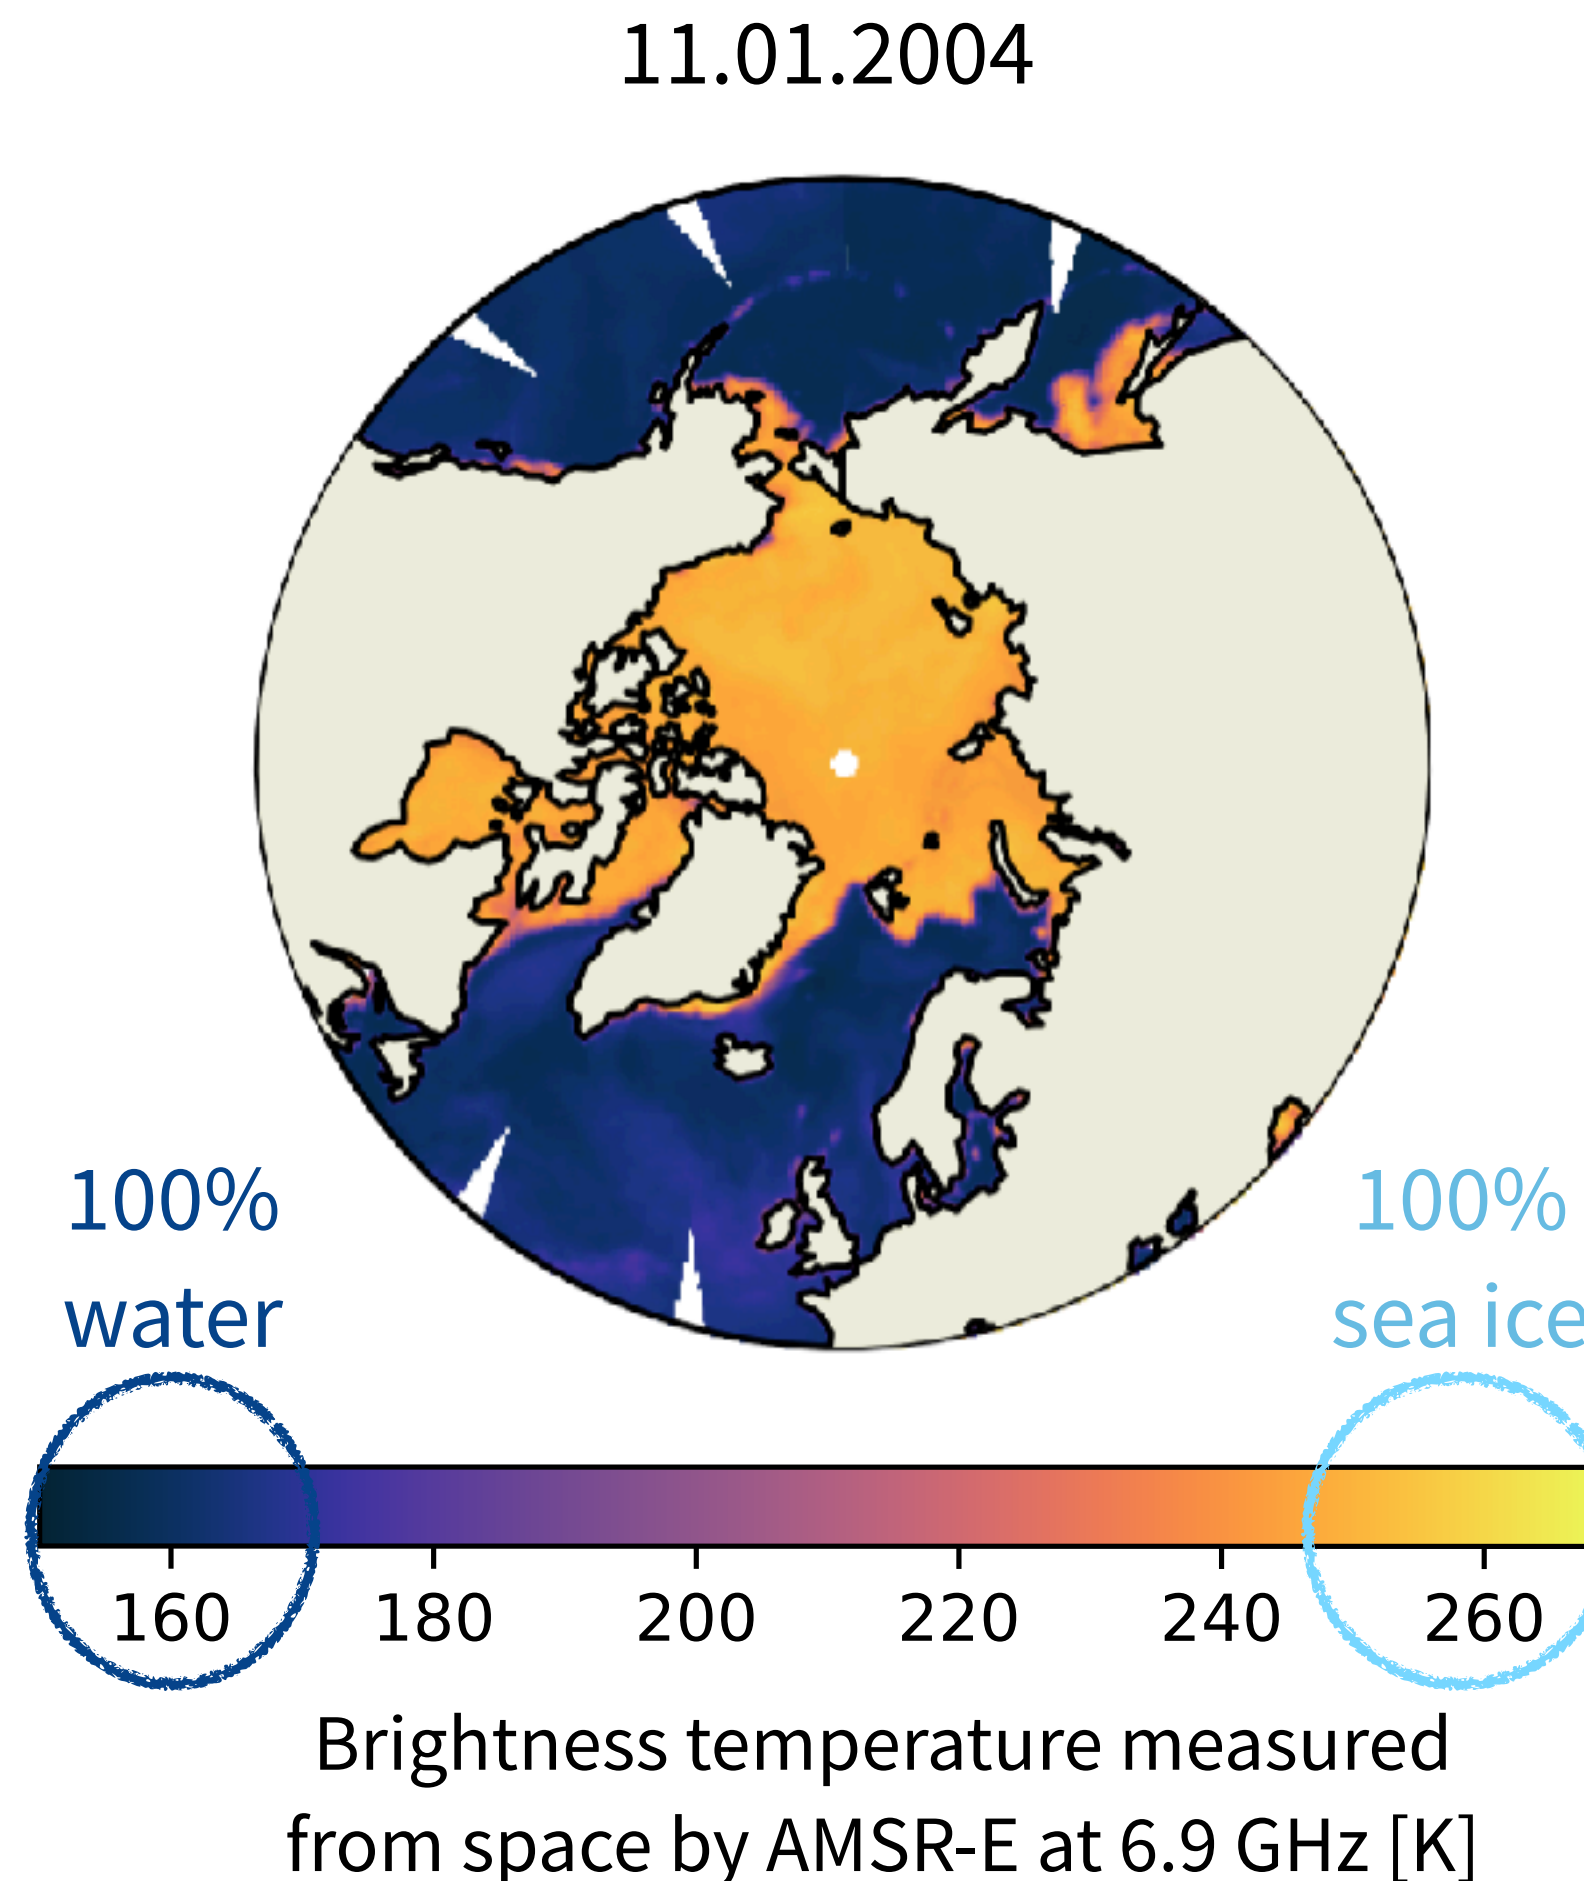 11.01.2004
100%
water
100%
sea ice
160 180 200 220 240 260
Brightness temperature measured
from space by AMSR-E at 6.9 GHz [K]